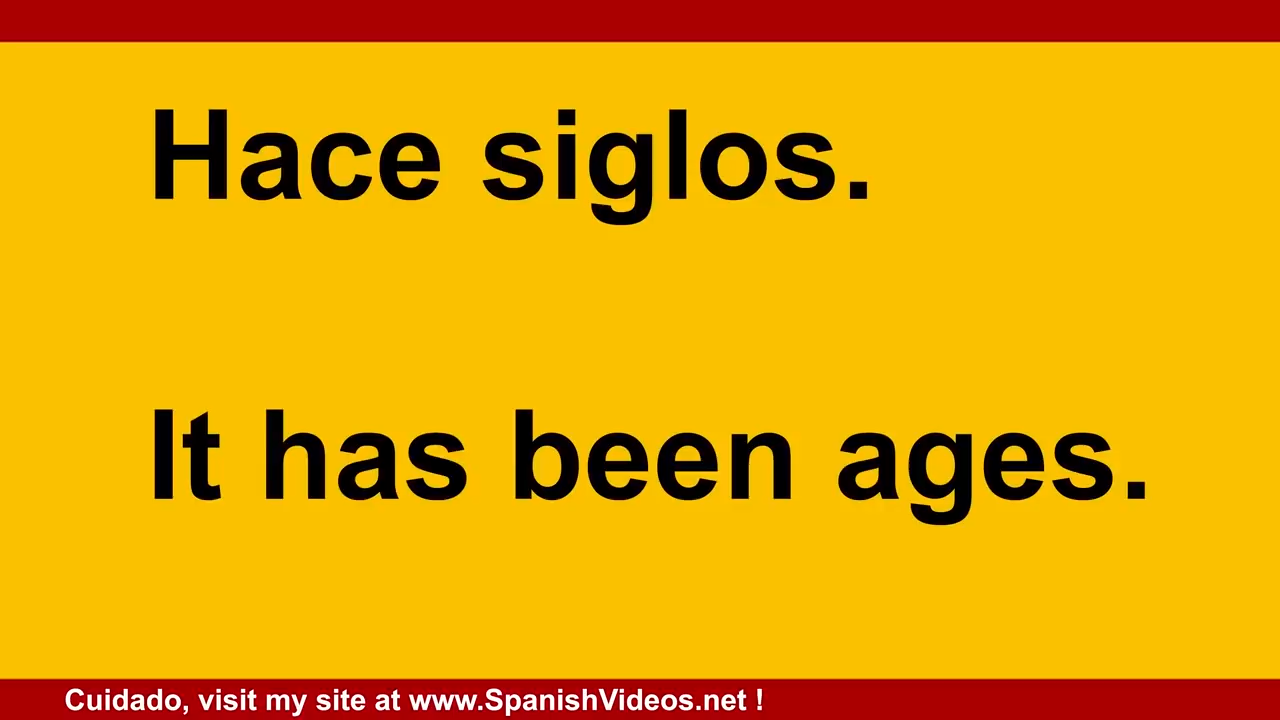 Hace siglos.
It has been ages.
Cuidado, visit my site at www.SpanishVideos.net !